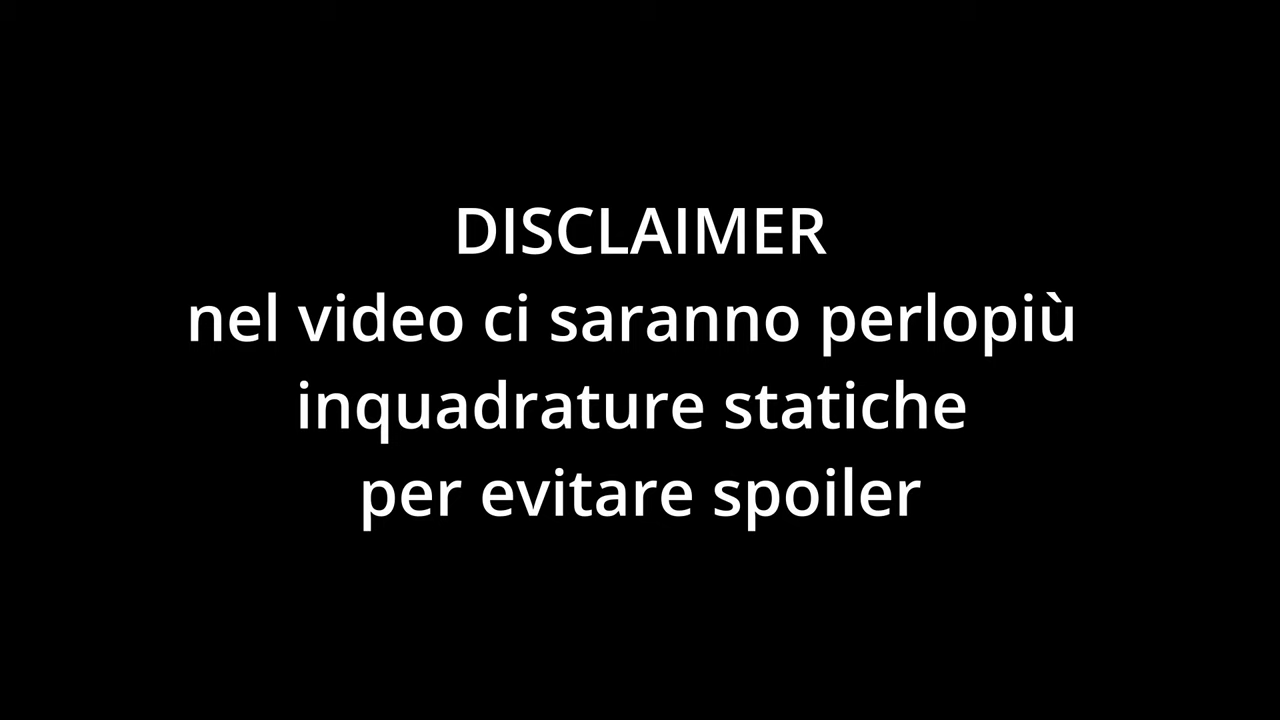 DISCLAIMER
nel video ci saranno perlopiù
inquadrature statiche
per evitare spoiler